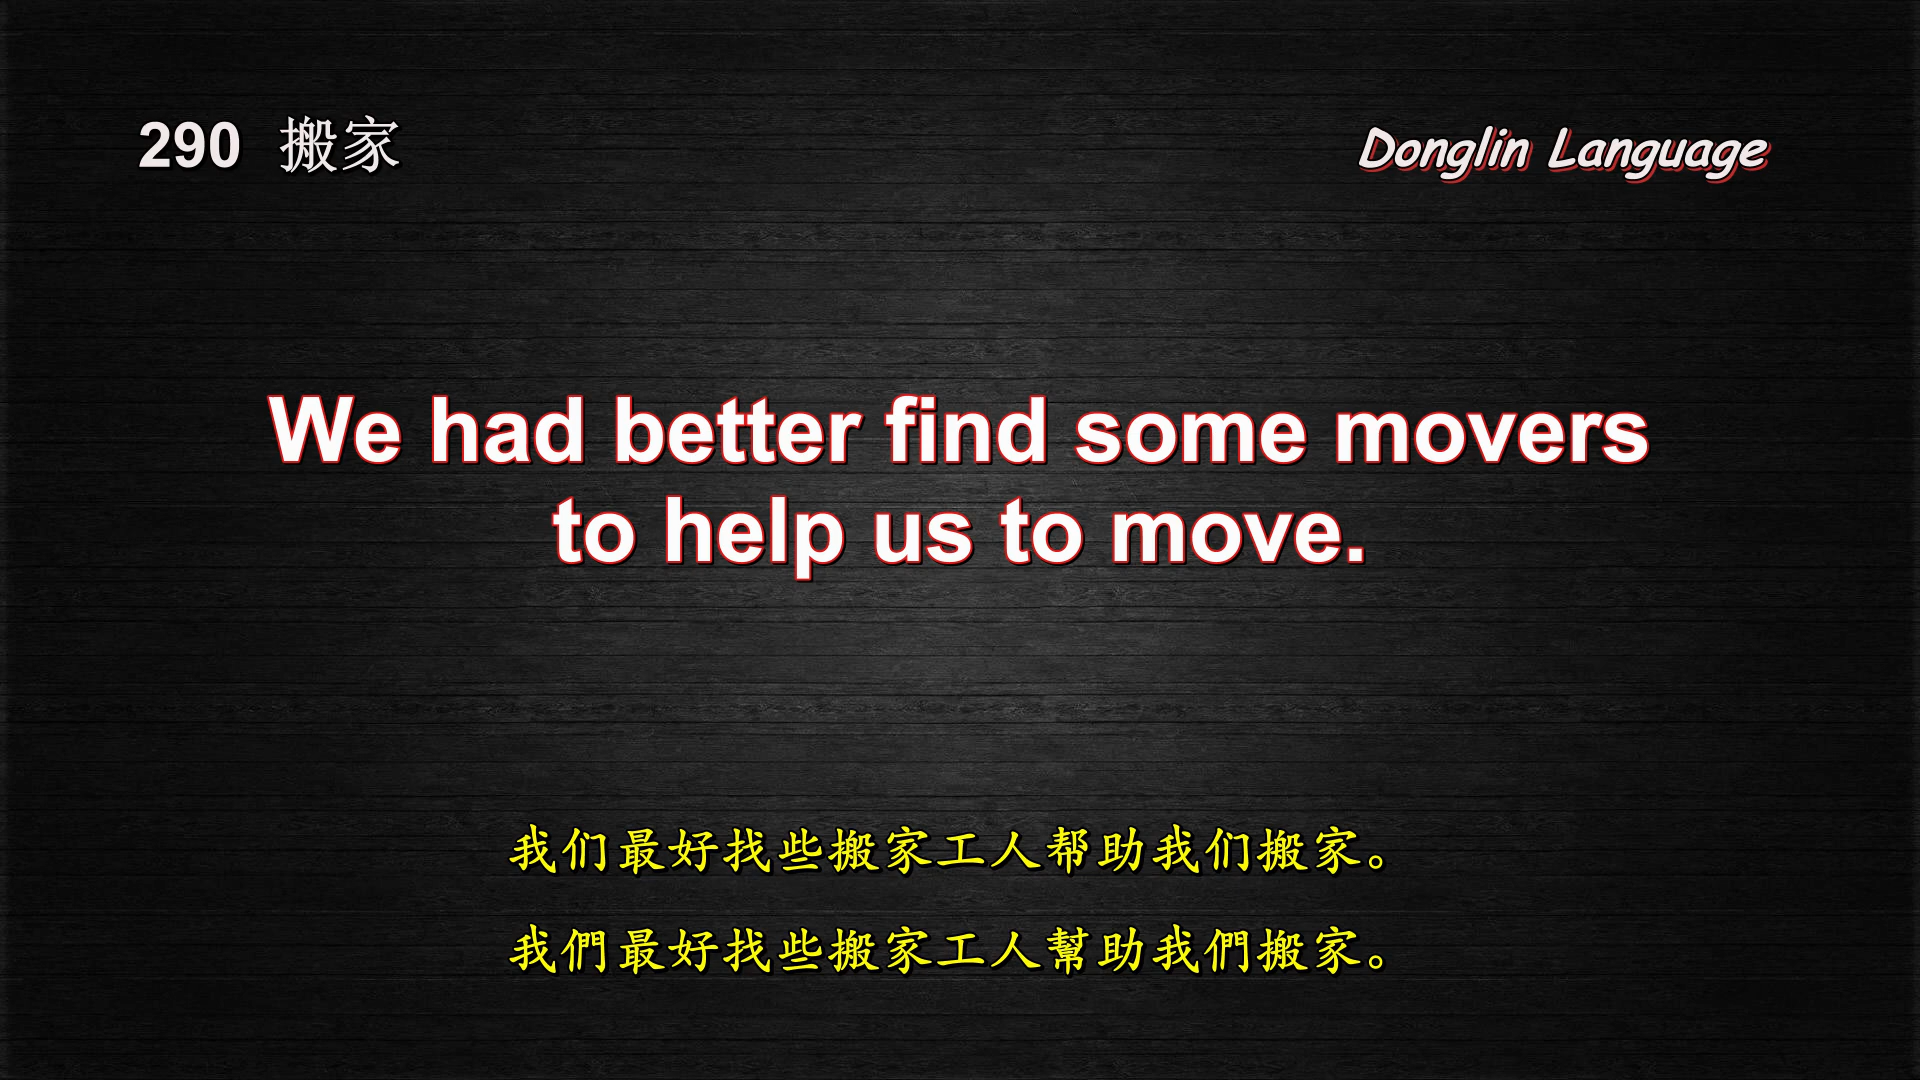 290 搬家
Donglin Language
We had better find some movers
to help us to move.
我们最好找些搬家工人帮助我们搬家。
我們最好找些搬家工人幫助我們搬家。